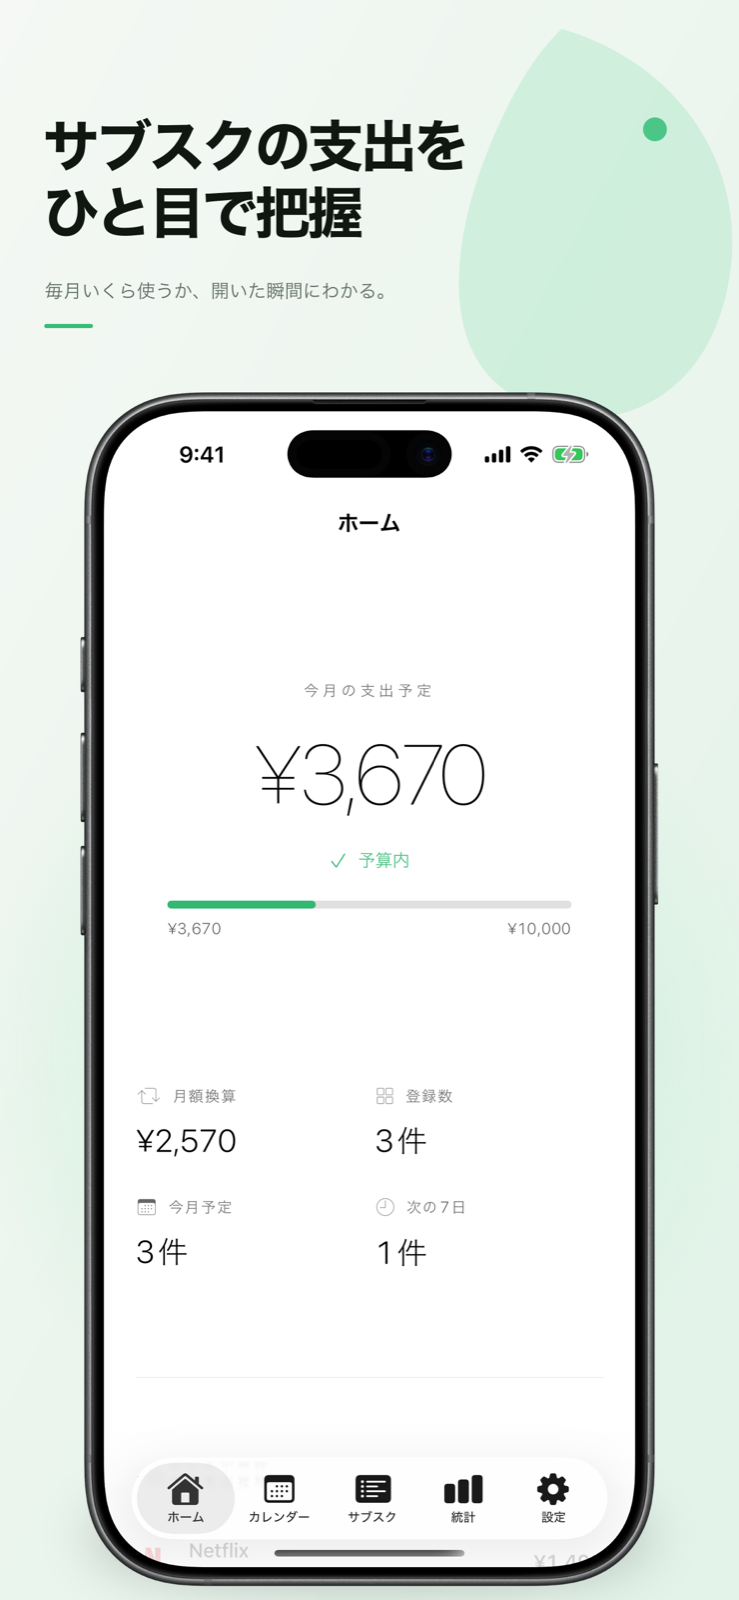 サブスクの支出を
ひと目で把握
毎月いくら使うか、開いた瞬間にわかる。
9:41
ホーム
今月の支出予定
¥3,670
予算内
¥3,670 ¥10,000
月額換算 登録数
¥2,570 3件
今月予定 次の7日
3件 1件
ホーム カレンダー サブスク 統計 設定
Netflix